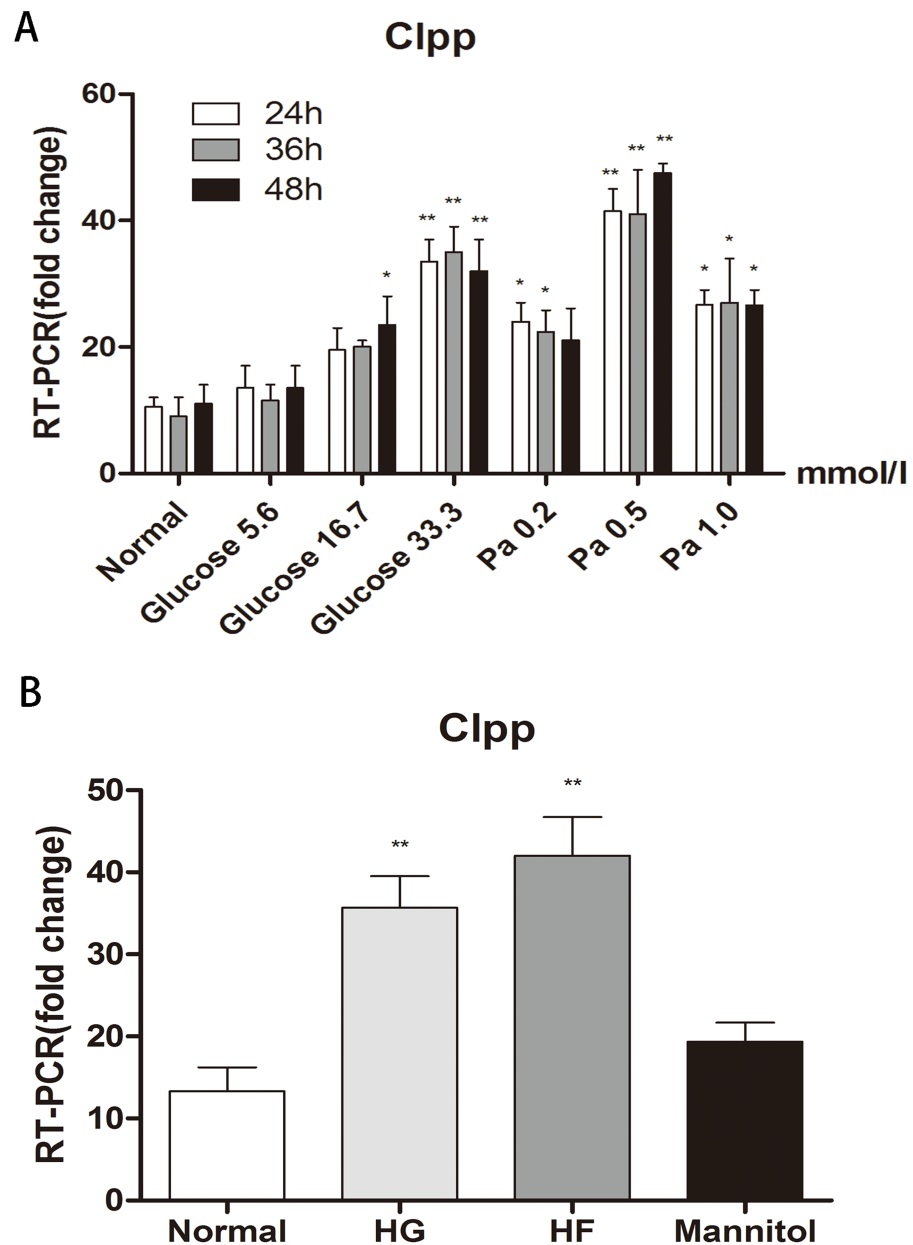 A
Clpp
RT-PCR(fold change)
60
40
20
0
24h
36h
48h
** ** **
* ** ** **
* * ** ** **
* * *
mmol/l
Normal
Glucose 5.6
Glucose 16.7
Glucose 33.3
Pa 0.2
Pa 0.5
Pa 1.0
B
Clpp
RT-PCR(fold change)
50
40
30
20
10
0
**
**
Normal
HG
HF
Mannitol